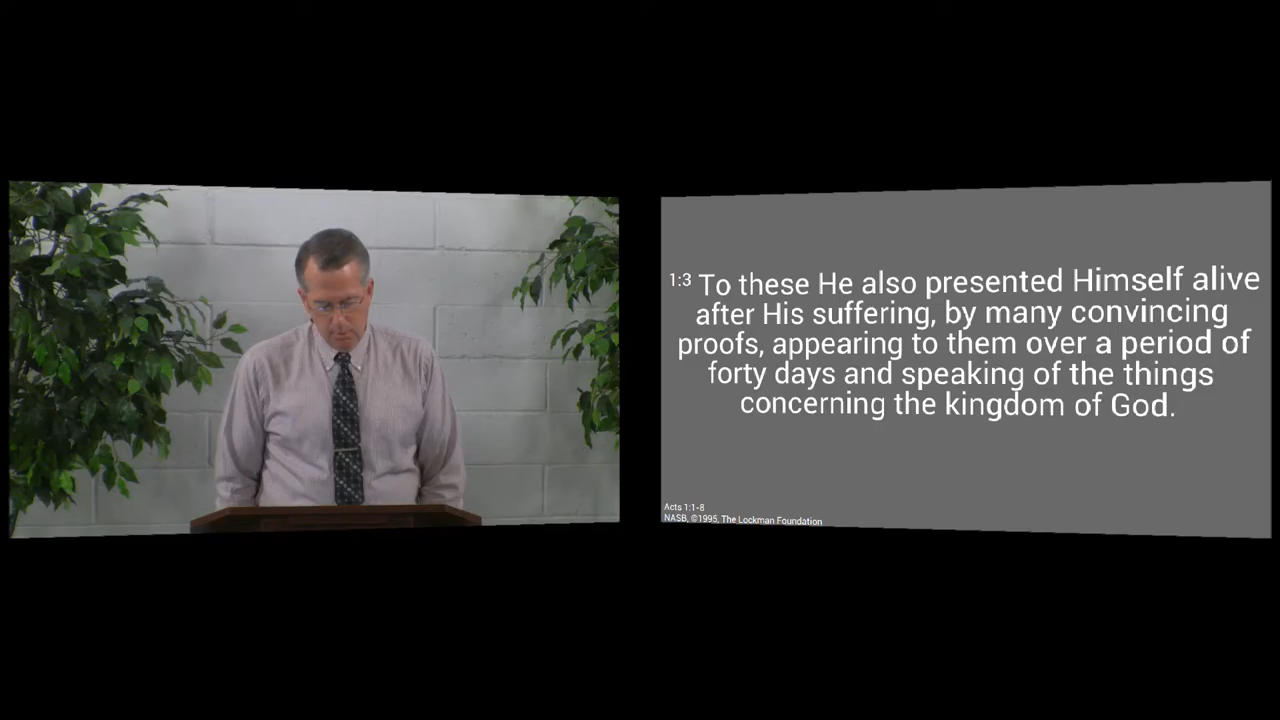 1:3 To these He also presented Himself alive
after His suffering, by many convincing
proofs, appearing to them over a period of
forty days and speaking of the things
concerning the kingdom of God.
Acts 1:1-8
NASB, ©1995, The Lockman Foundation